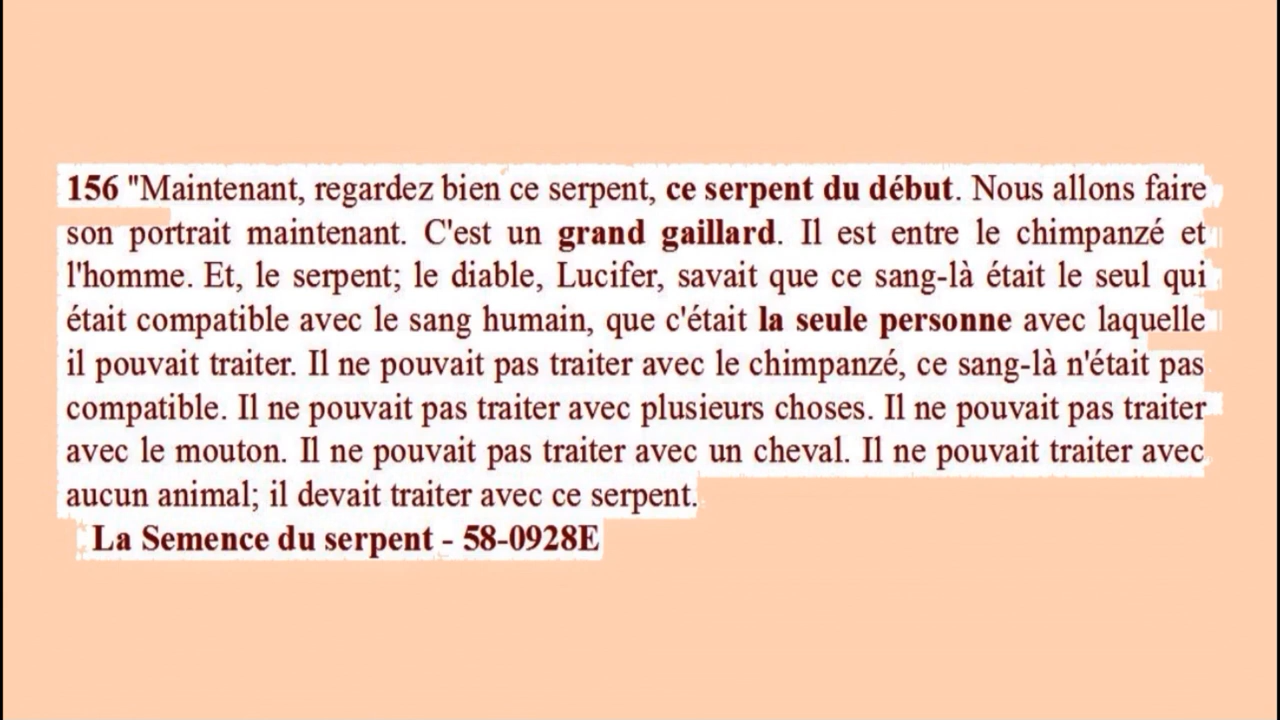 156 "Maintenant, regardez bien ce serpent, ce serpent du début. Nous allons faire
son portrait maintenant. C'est un grand gaillard. Il est entre le chimpanzé et
l'homme. Et, le serpent; le diable, Lucifer, savait que ce sang-là était le seul qui
était compatible avec le sang humain, que c'était la seule personne avec laquelle
il pouvait traiter. Il ne pouvait pas traiter avec le chimpanzé, ce sang-là n'était pas
compatible. Il ne pouvait pas traiter avec plusieurs choses. Il ne pouvait pas traiter
avec le mouton. Il ne pouvait pas traiter avec un cheval. Il ne pouvait traiter avec
aucun animal; il devait traiter avec ce serpent.
La Semence du serpent - 58-0928E